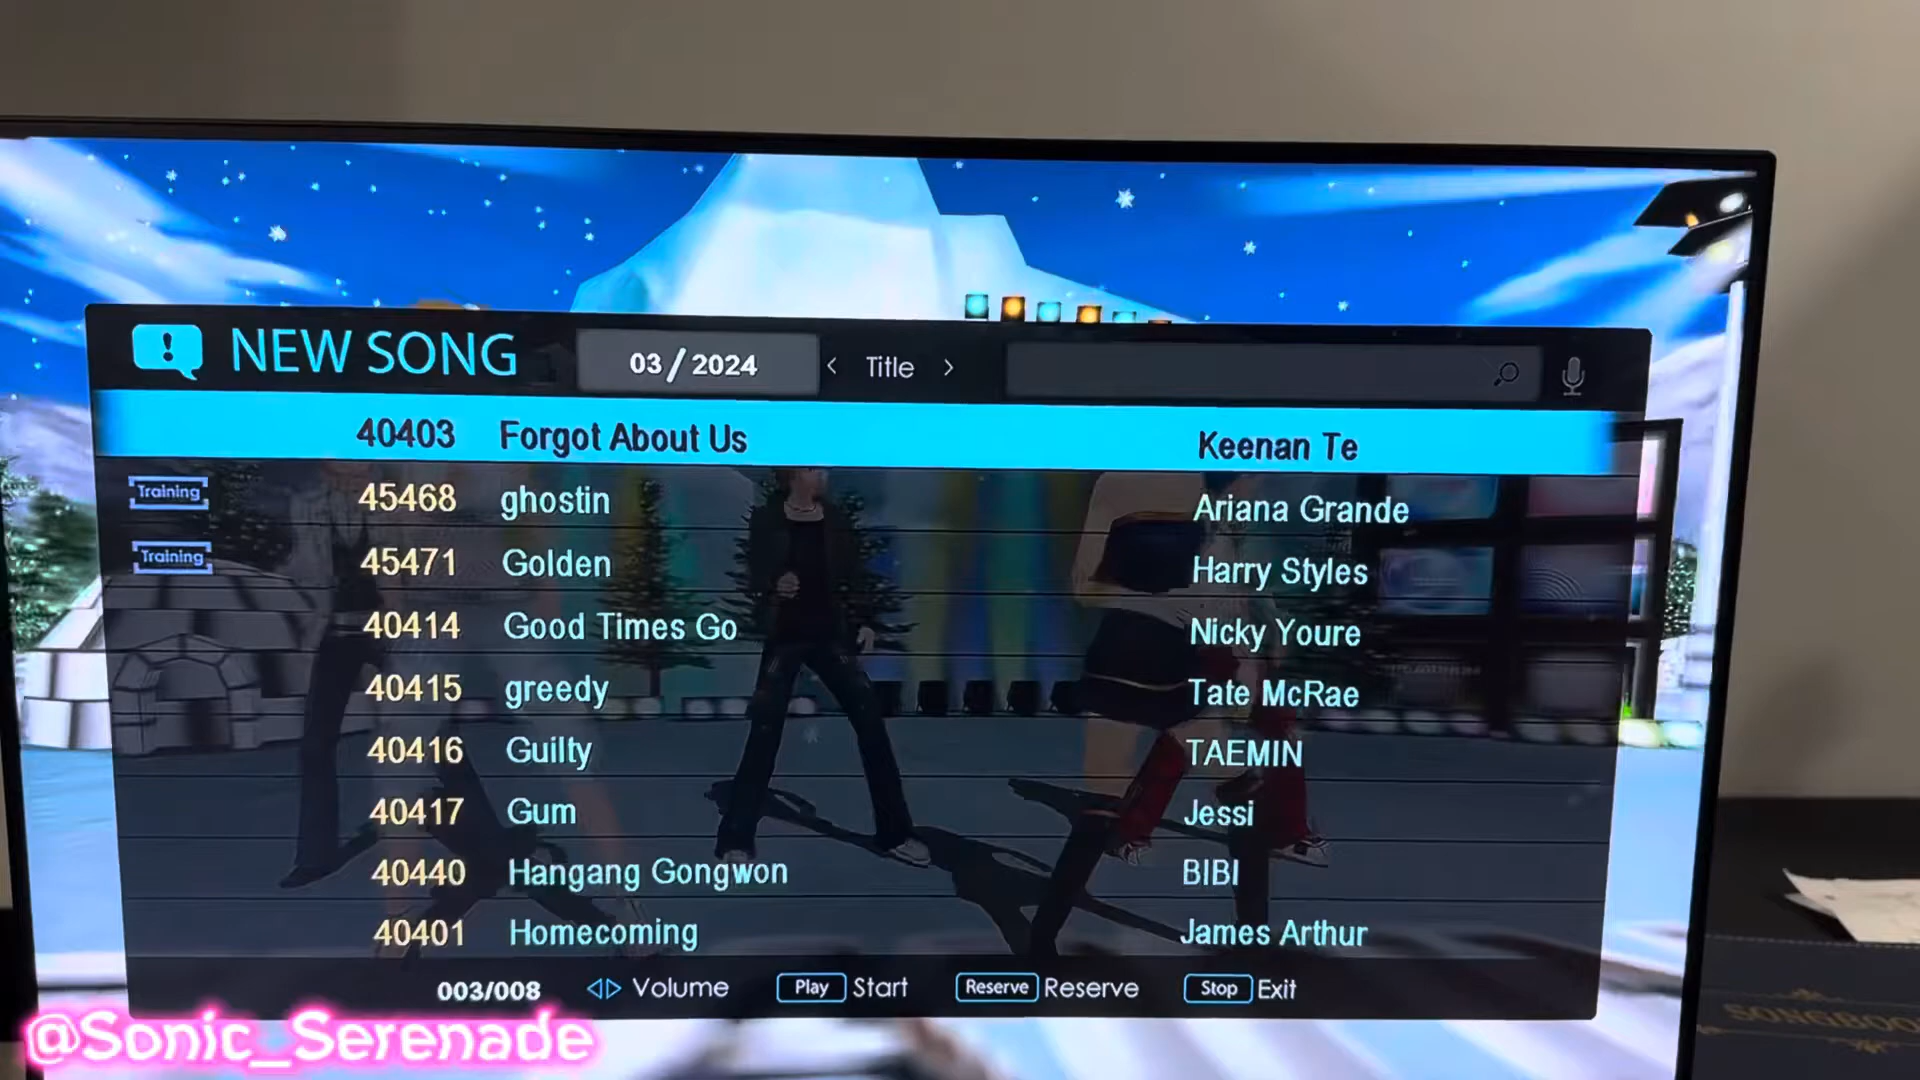 ! NEW SONG 03 / 2024 < Title >
40403 Forgot About Us Keenan Te
Training 45468 ghostin Ariana Grande
Training 45471 Golden Harry Styles
40414 Good Times Go Nicky Youre
40415 greedy Tate McRae
40416 Guilty TAEMIN
40417 Gum Jessi
40440 Hangang Gongwon BIBI
40401 Homecoming James Arthur
003/008 Volume Play Start Reserve Reserve Stop Exit
@Sonic_Serenade